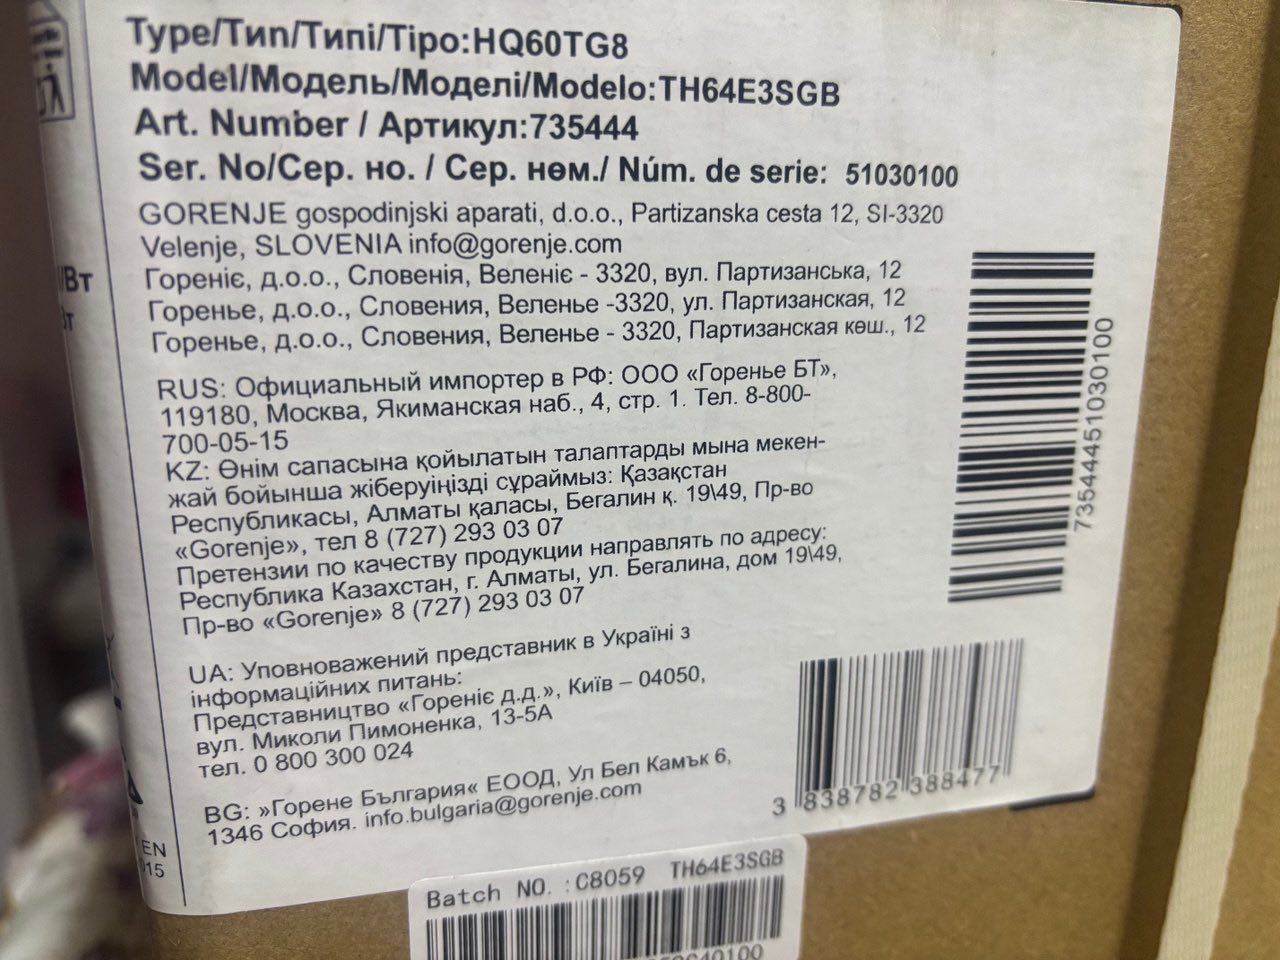 Type/Тип/Типі/Tipo:HQ60TG8
Model/Модель/Моделі/Modelo:TH64E3SGB
Art. Number / Артикул:735444
Ser. No/Сер. но. / Сер. нөм./ Núm. de serie: 51030100
GORENJE gospodinjski aparati, d.o.o., Partizanska cesta 12, SI-3320
Velenje, SLOVENIA info@gorenje.com
Горенiє, д.о.о., Словенія, Веленіє - 3320, вул. Партизанська, 12
Горенье, д.о.о., Словения, Веленье -3320, ул. Партизанская, 12
Горенье, д.о.о., Словения, Веленье - 3320, Партизанская көш., 12
RUS: Официальный импортер в РФ: ООО «Горенье БТ»,
119180, Москва, Якиманская наб., 4, стр. 1. Тел. 8-800-
700-05-15
KZ: Өнім сапасына қойылатын талаптарды мына мекен-
жай бойынша жіберуіңізді сұраймыз: Қазақстан
Республикасы, Алматы қаласы, Бегалин қ. 19\49, Пр-во
«Gorenje», тел 8 (727) 293 03 07
Претензии по качеству продукции направлять по адресу:
Республика Казахстан, г. Алматы, ул. Бегалина, дом 19\49,
Пр-во «Gorenje» 8 (727) 293 03 07
UA: Уповноважений представник в Україні з
інформаційних питань:
Представництво «Горенiє д.д.», Київ – 04050,
вул. Миколи Пимоненка, 13-5А
тел. 0 800 300 024
BG: »Горене България« ЕООД, Ул Бел Камък 6,
1346 София. info.bulgaria@gorenje.com
73544451030100
3 838782 388477
/Вт
EN
Batch NO. :C8059 TH64E3SGB